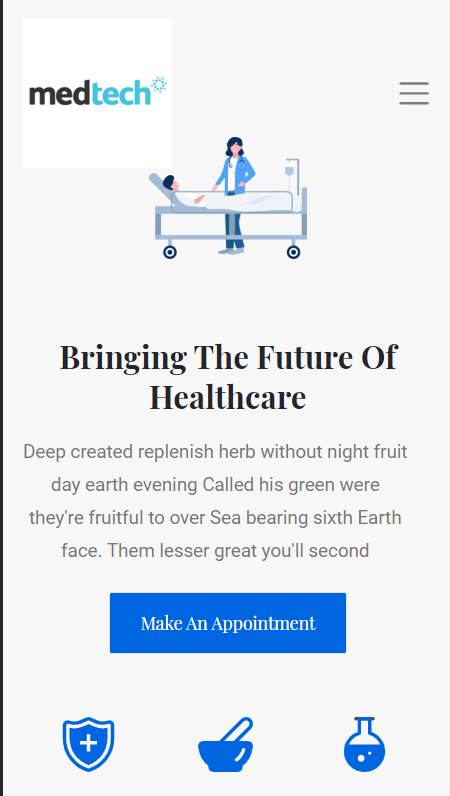 medtech
Bringing The Future Of
Healthcare
Deep created replenish herb without night fruit
day earth evening Called his green were
they're fruitful to over Sea bearing sixth Earth
face. Them lesser great you'll second
Make An Appointment